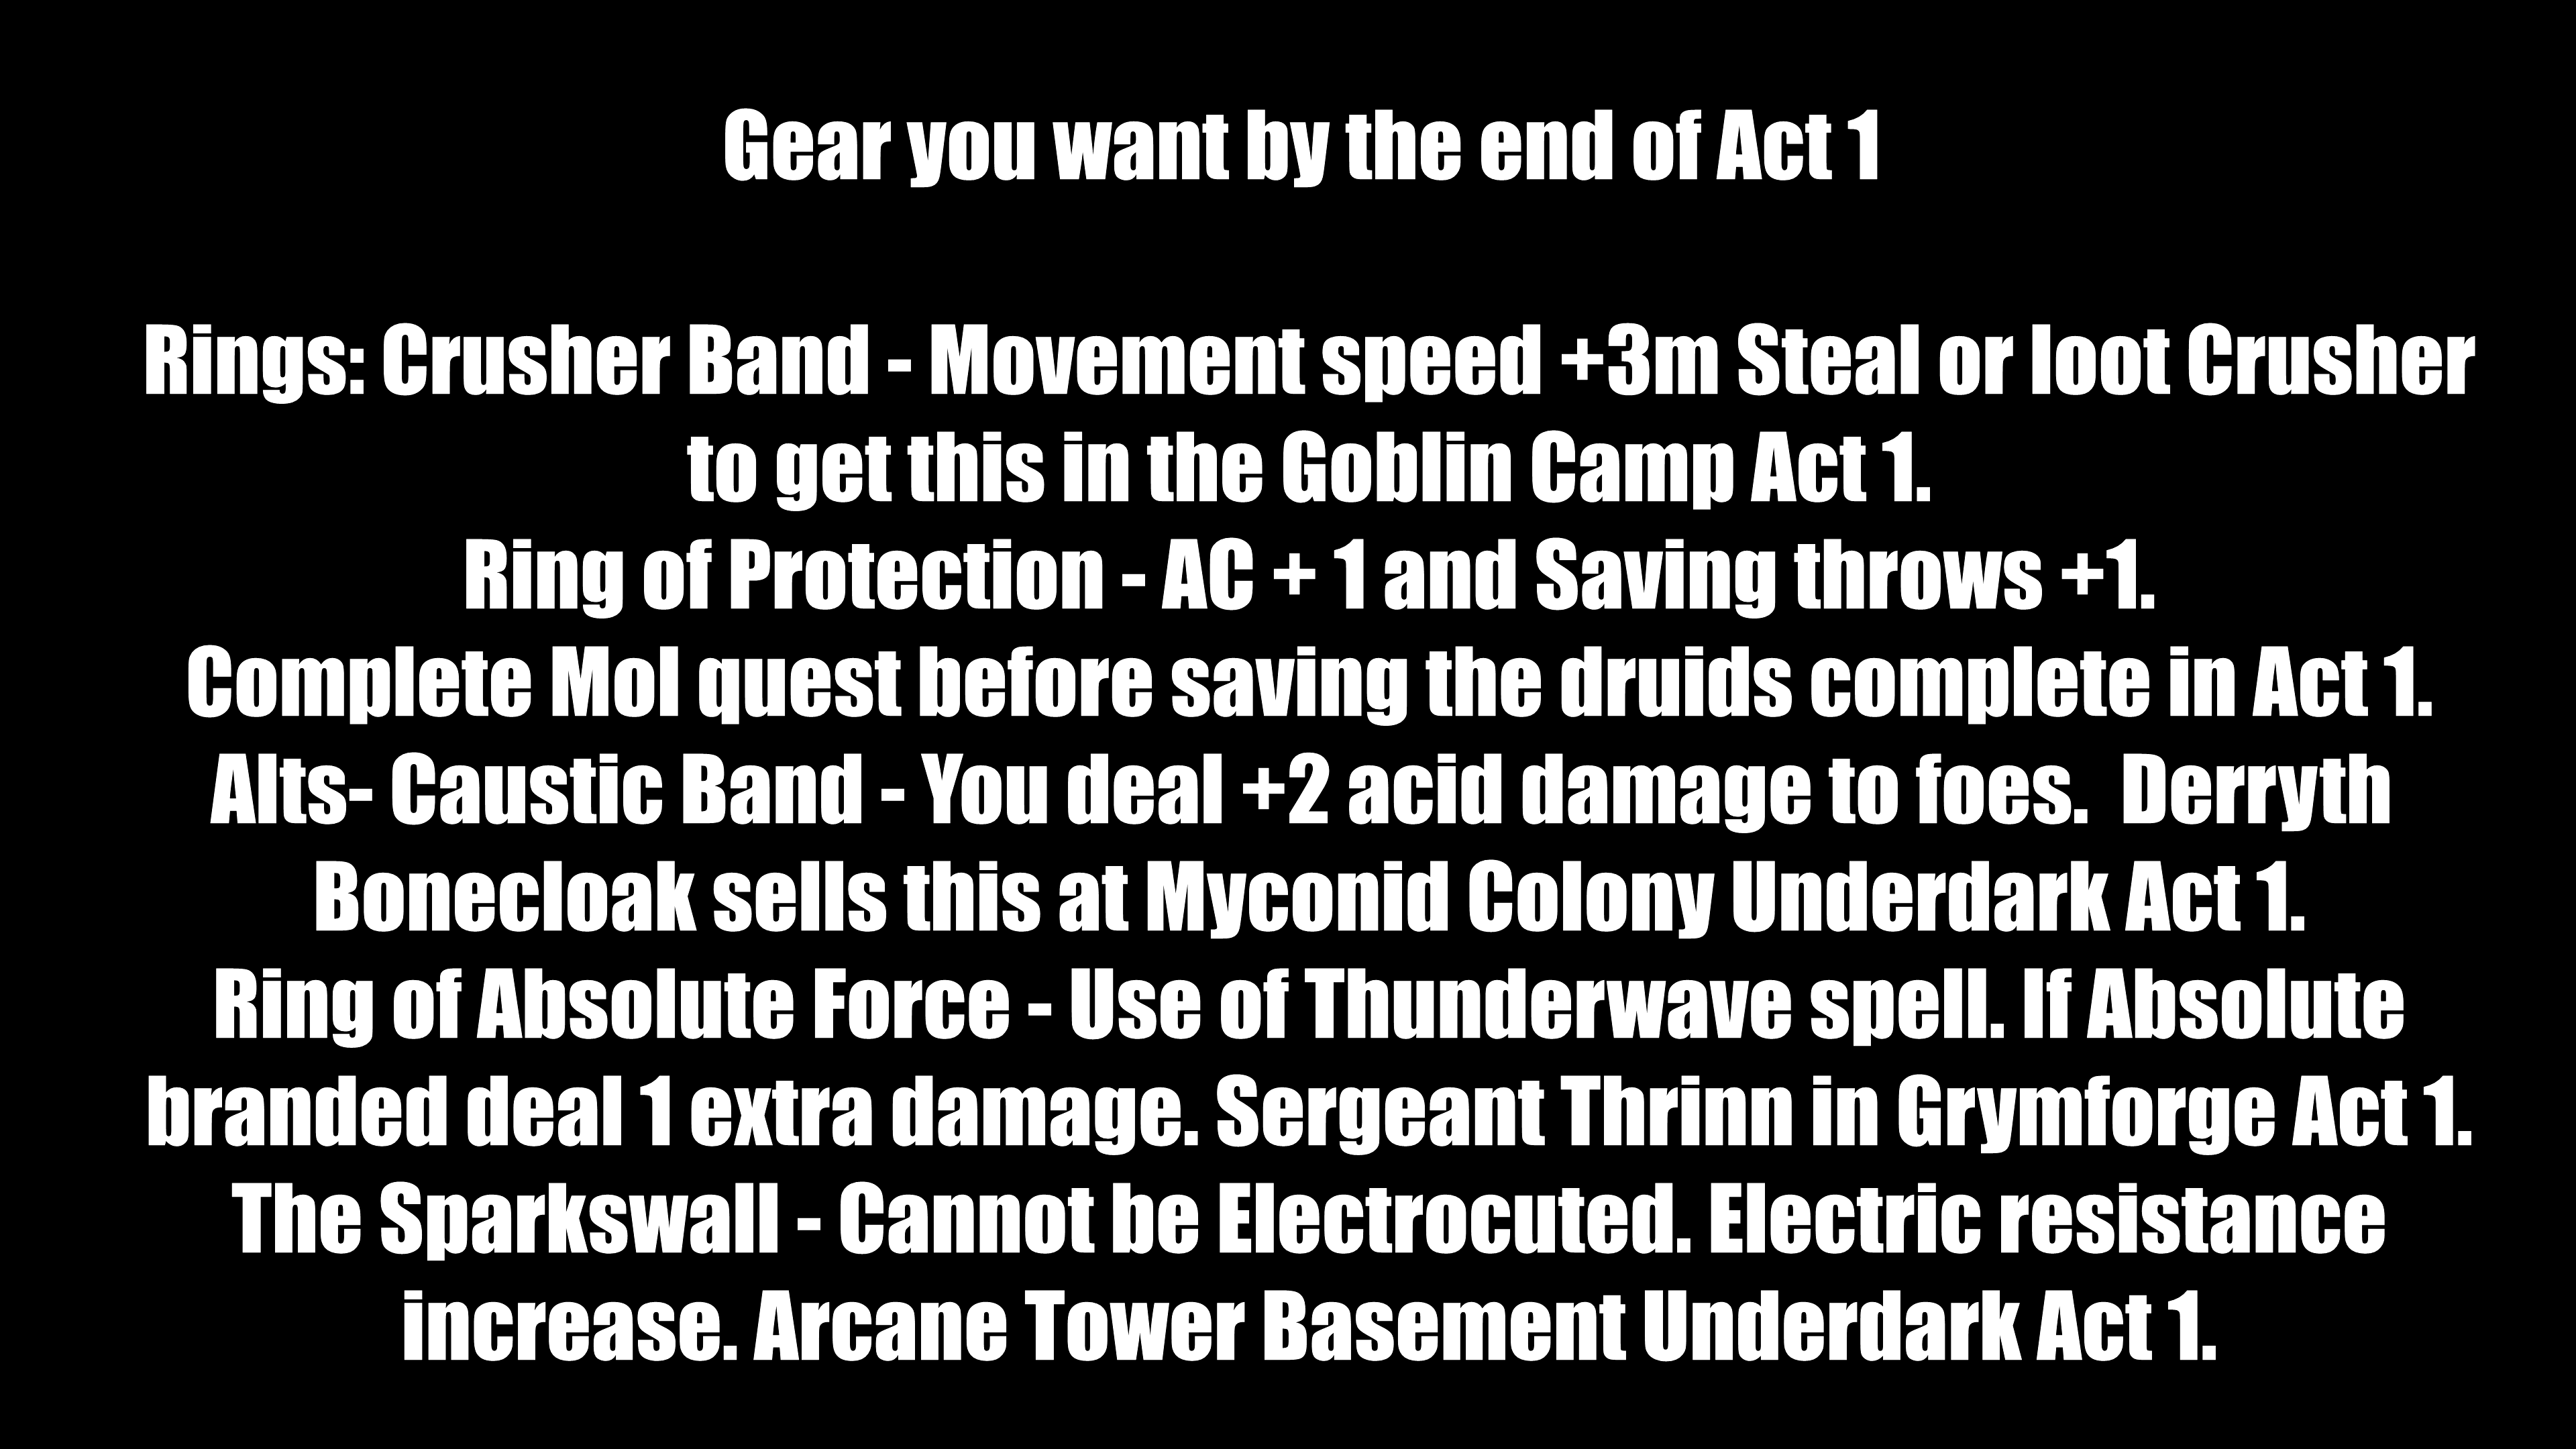 Gear you want by the end of Act 1
Rings: Crusher Band - Movement speed +3m Steal or loot Crusher
to get this in the Goblin Camp Act 1.
Ring of Protection - AC + 1 and Saving throws +1.
Complete Mol quest before saving the druids complete in Act 1.
Alts- Caustic Band - You deal +2 acid damage to foes.  Derryth
Bonecloak sells this at Myconid Colony Underdark Act 1.
Ring of Absolute Force - Use of Thunderwave spell. If Absolute
branded deal 1 extra damage. Sergeant Thrinn in Grymforge Act 1.
The Sparkswall - Cannot be Electrocuted. Electric resistance
increase. Arcane Tower Basement Underdark Act 1.